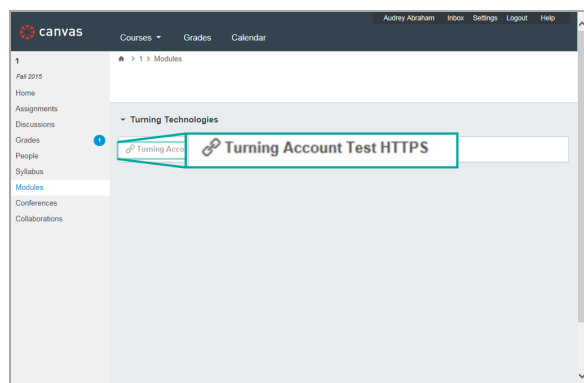 Audrey Abraham Inbox Settings Logout Help
canvas
Courses Grades Calendar
1 > Modules
1
Fall 2015
Home
Assignments
Discussions
Grades 1
People
Syllabus
Modules
Conferences
Collaborations
Turning Technologies
Turning Acco
Turning Account Test HTTPS